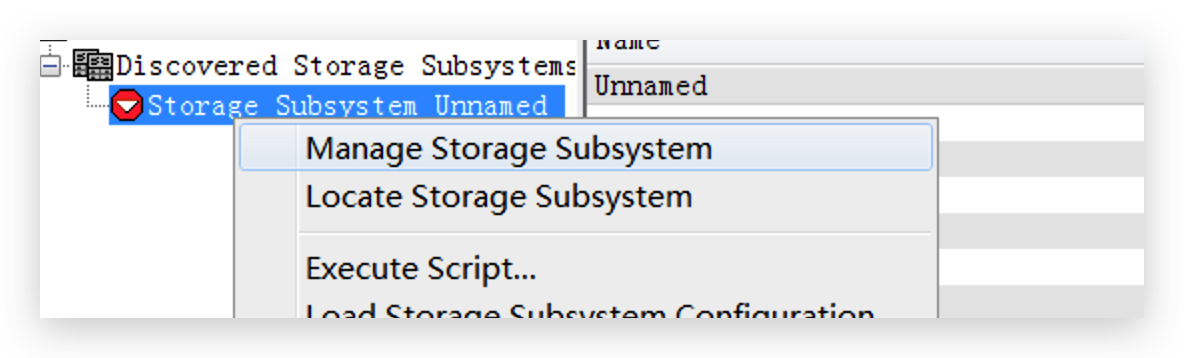 Name
Discovered Storage Subsystems
Unnamed
Storage Subsystem Unnamed
Manage Storage Subsystem
Locate Storage Subsystem
Execute Script...
Load Storage Subsystem Configuration